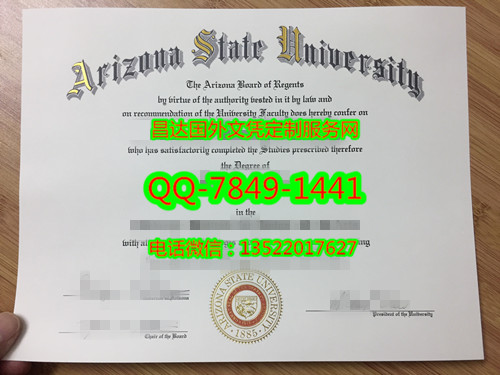 Arizona State University
The Arizona Board of Regents
by virtue of the authority vested in it by law and
on recommendation of the University Faculty does hereby confer on
昌达国外文凭定制服务网
who has satisfactorily completed the Studies prescribed therefore
the Degree of
QQ-7849-1441
in the
with all
电话微信：13522017627
ARIZONA STATE UNIVERSITY
1885
President of the University
Chair of the Board